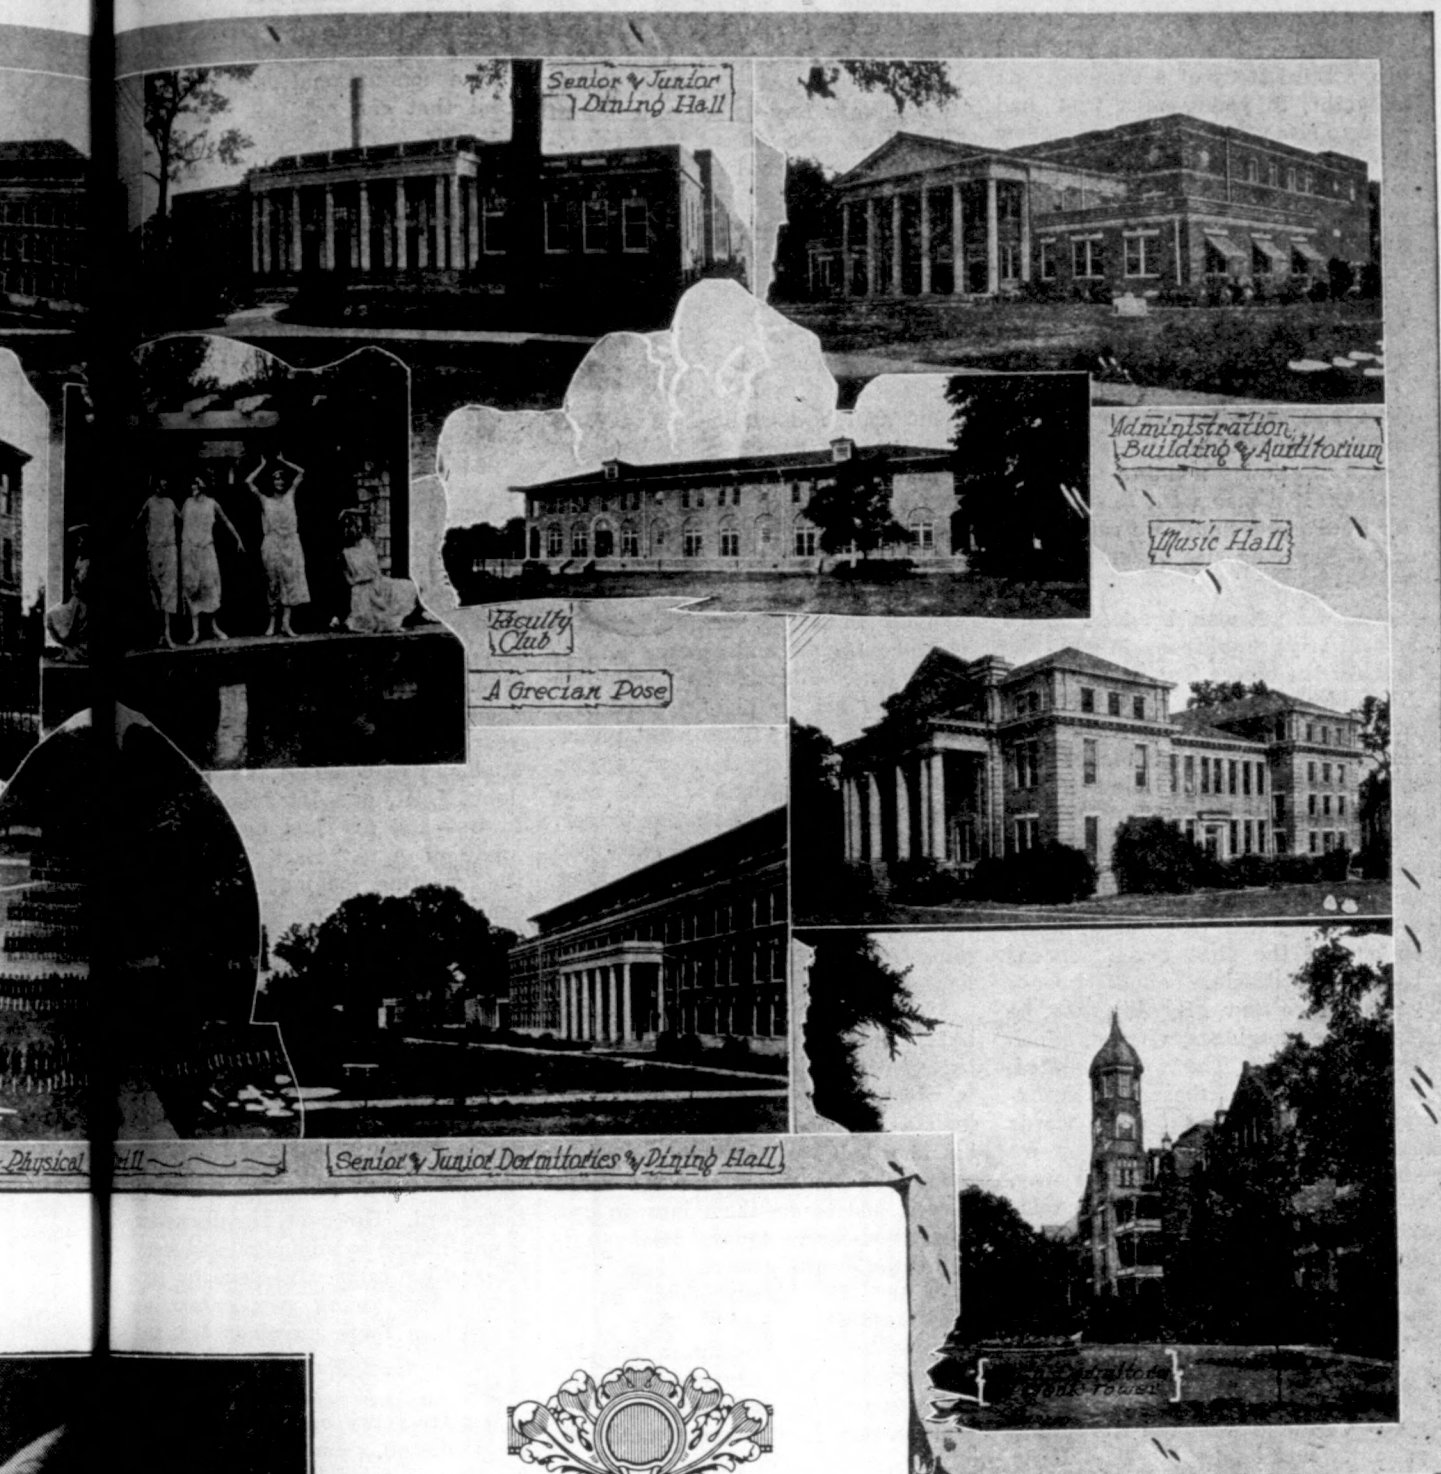 Senior & Junior
Dining Hall
Administration
Building & Auditorium
Music Hall
Faculty
Club
A Grecian Pose
Physical Drill
Senior & Junior Dormitories & Dining Hall
Tower